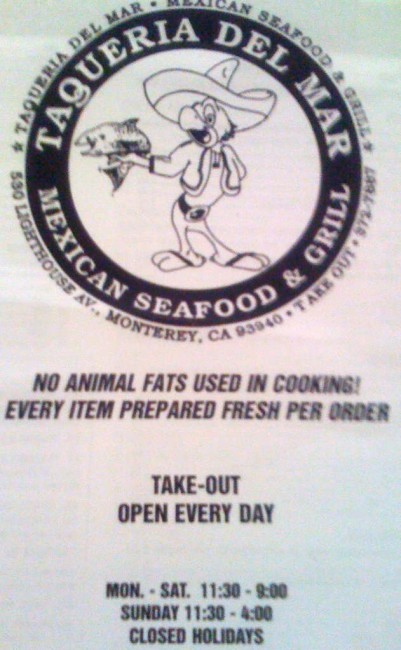 ★ TAQUERIA DEL MAR • MEXICAN SEAFOOD & GRILL ★
TAQUERIA DEL MAR
MEXICAN SEAFOOD & GRILL
530 LIGHTHOUSE AV., MONTEREY, CA 93940 • TAKE OUT • 372-7887
NO ANIMAL FATS USED IN COOKING!
EVERY ITEM PREPARED FRESH PER ORDER
TAKE-OUT
OPEN EVERY DAY
MON. - SAT. 11:30 - 9:00
SUNDAY 11:30 - 4:00
CLOSED HOLIDAYS